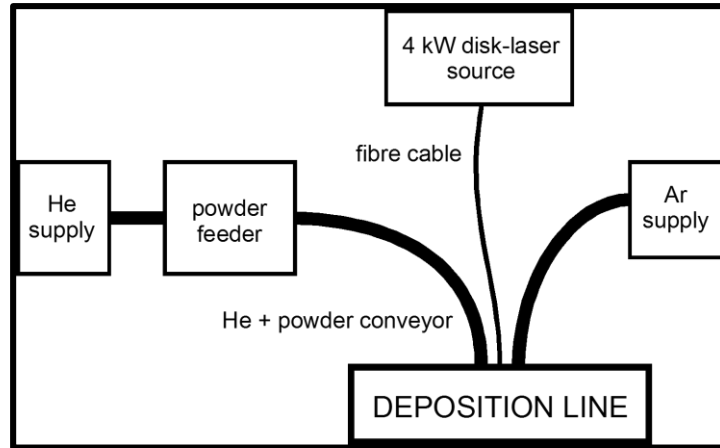 4 kW disk-laser
source
fibre cable
He
supply
powder
feeder
Ar
supply
He + powder conveyor
DEPOSITION LINE